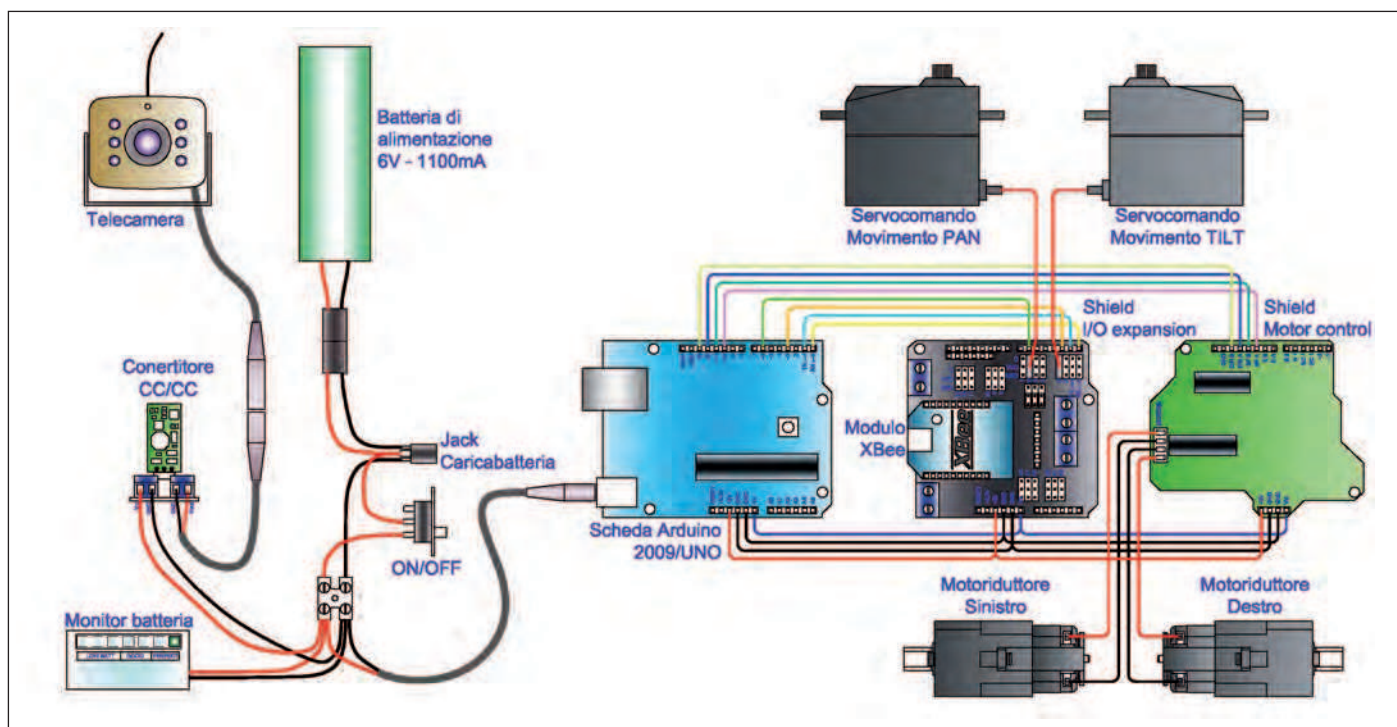 Telecamera
Batteria di
alimentazione
6V - 1100mA
Conertitore
CC/CC
Jack
Caricabatteria
ON/OFF
Monitor batteria
Servocomando
Movimento PAN
Servocomando
Movimento TILT
Shield
I/O expansion
Shield
Motor control
Modulo
XBee
XBee
Scheda Arduino
2009/UNO
Motoriduttore
Sinistro
Motoriduttore
Destro